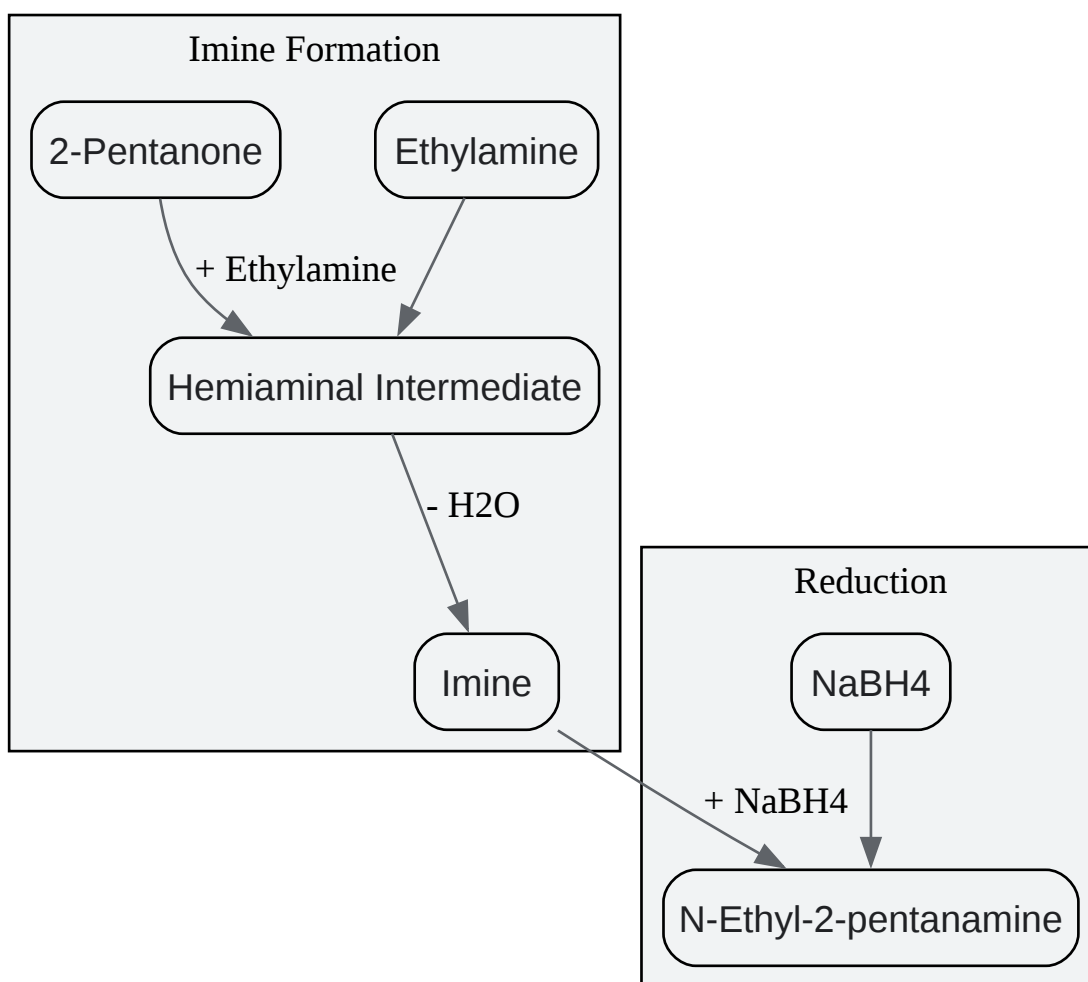 Imine Formation
2-Pentanone
Ethylamine
+ Ethylamine
Hemiaminal Intermediate
- H2O
Imine
Reduction
NaBH4
+ NaBH4
N-Ethyl-2-pentanamine